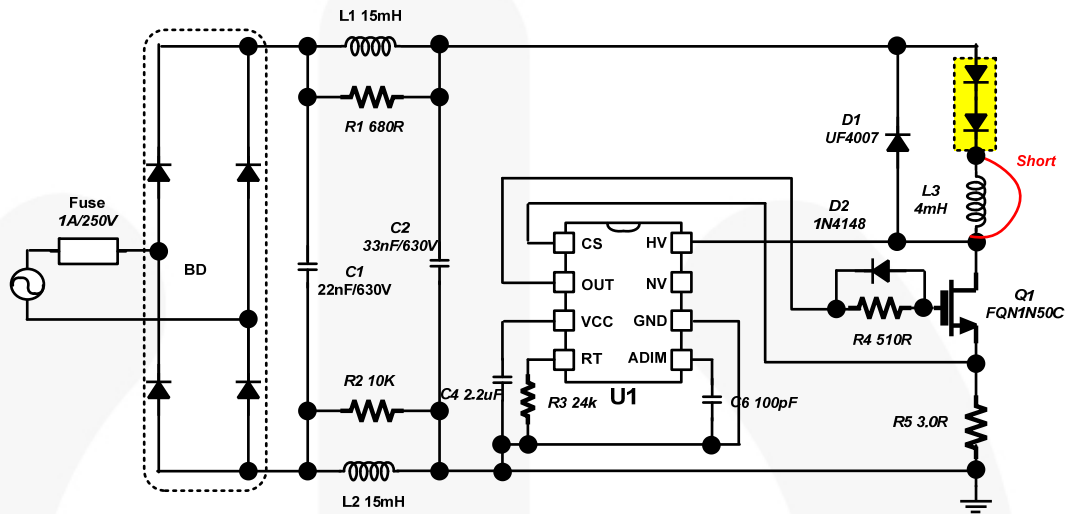 L1 15mH
R1 680R
D1
UF4007
Short
L3
4mH
Fuse
1A/250V
C2
33nF/630V
D2
1N4148
CS
HV
BD
C1
22nF/630V
OUT
NV
Q1
FQN1N50C
VCC
GND
R4 510R
RT
ADIM
R2 10K
C4 2.2uF
R3 24k
U1
C6 100pF
R5 3.0R
L2 15mH